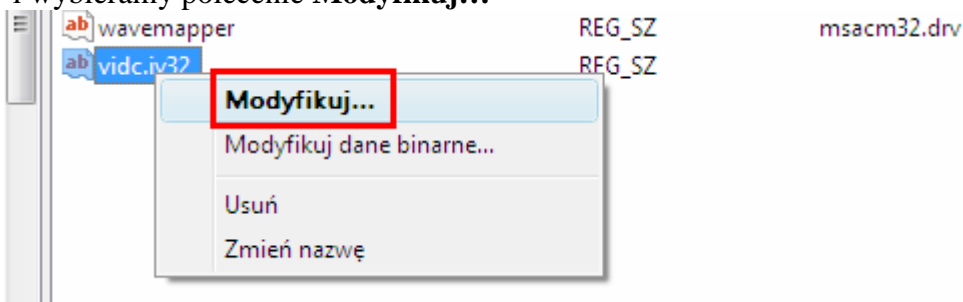 i wybieramy polecenie Modyfikuj...
wavemapper REG_SZ msacm32.drv
vidc.iv32 REG_SZ
Modyfikuj...
Modyfikuj dane binarne...
Usuń
Zmień nazwę